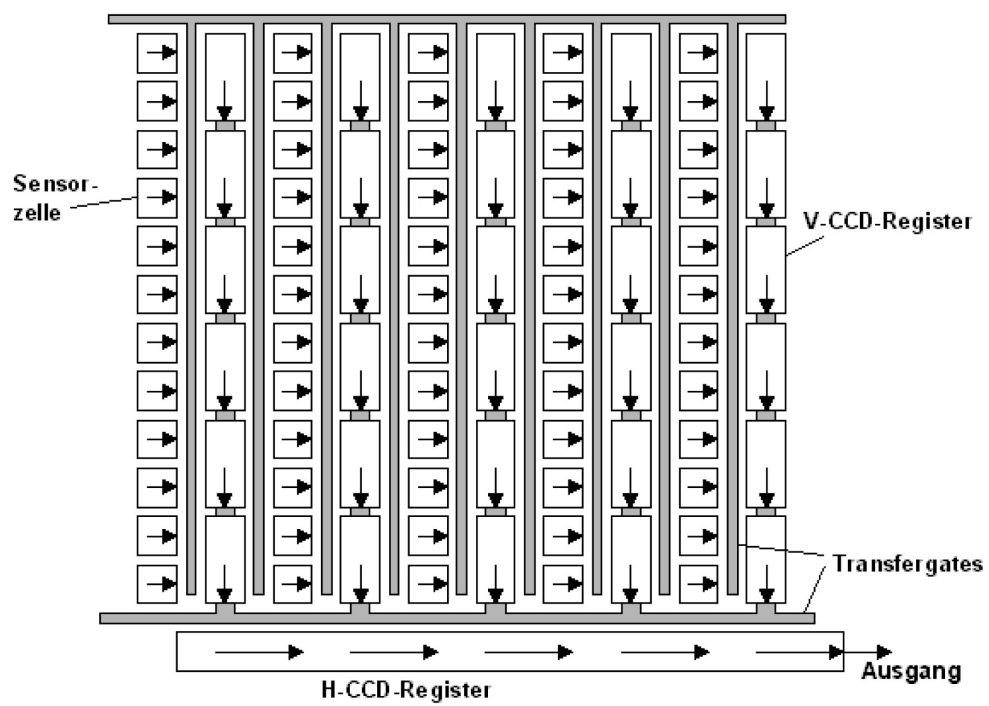 Sensor-
zelle
V-CCD-Register
Transfergates
Ausgang
H-CCD-Register